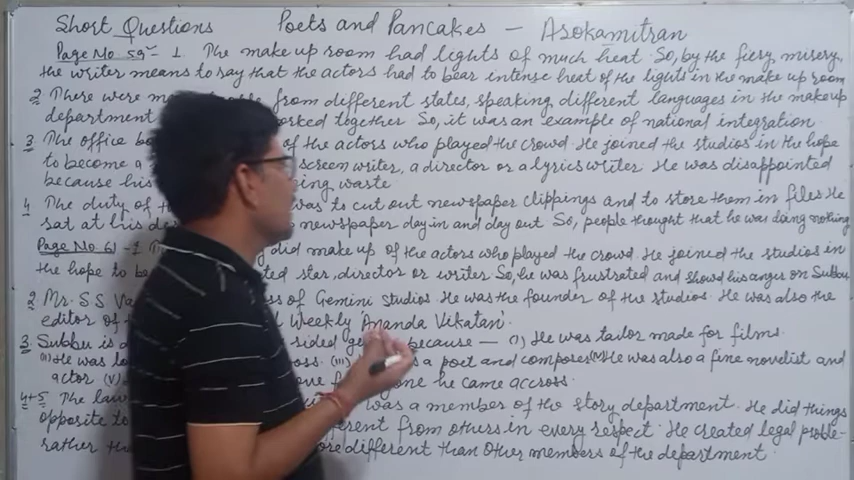 Short Questions Poets and Pancakes - Asokamitran
Page No. 59 - 1. The make up room had lights of much heat. So, by the fiery misery,
the writer means to say that the actors had to bear intense heat of the lights in the make up room
2 There were from different states, speaking different languages in the makeup
department worked together. So, it was an example of national integration.
3 The office of the actors who played the crowd. He joined the studios in the hope
to become a screen writer, a director or a lyrics writer. He was disappointed
because his waste
4 The duty of was to cut out newspaper clippings and to store them in files. He
sat at his newspaper day in and day out. So, people thought that he was doing nothing
Page No. 61 - 1 did make up of the actors who played the crowd. He joined the studios in
the hope to star, director or writer. So, he was frustrated and showed his anger on Subbu
2 Mr. S S of Gemini Studios. He was the founder of the studios. He was also the
editor of Weekly 'Ananda Vikatan'.
3. Subbu is sided because — (i) He was tailor made for films.
(ii) He was (iii) a poet and composer (iv) He was also a fine novelist and
actor (v) he came accross.
4+5 The was a member of the story department. He did things
opposite to from others in every respect. He created legal proble-
rather different than other members of the department.